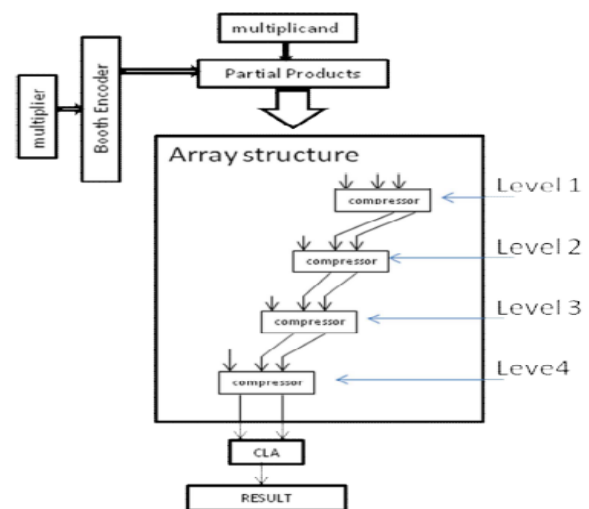 multiplicand
Partial Products
Booth Encoder
multiplier
Array structure
compressor
Level 1
compressor
Level 2
compressor
Level 3
compressor
Leve4
CLA
RESULT